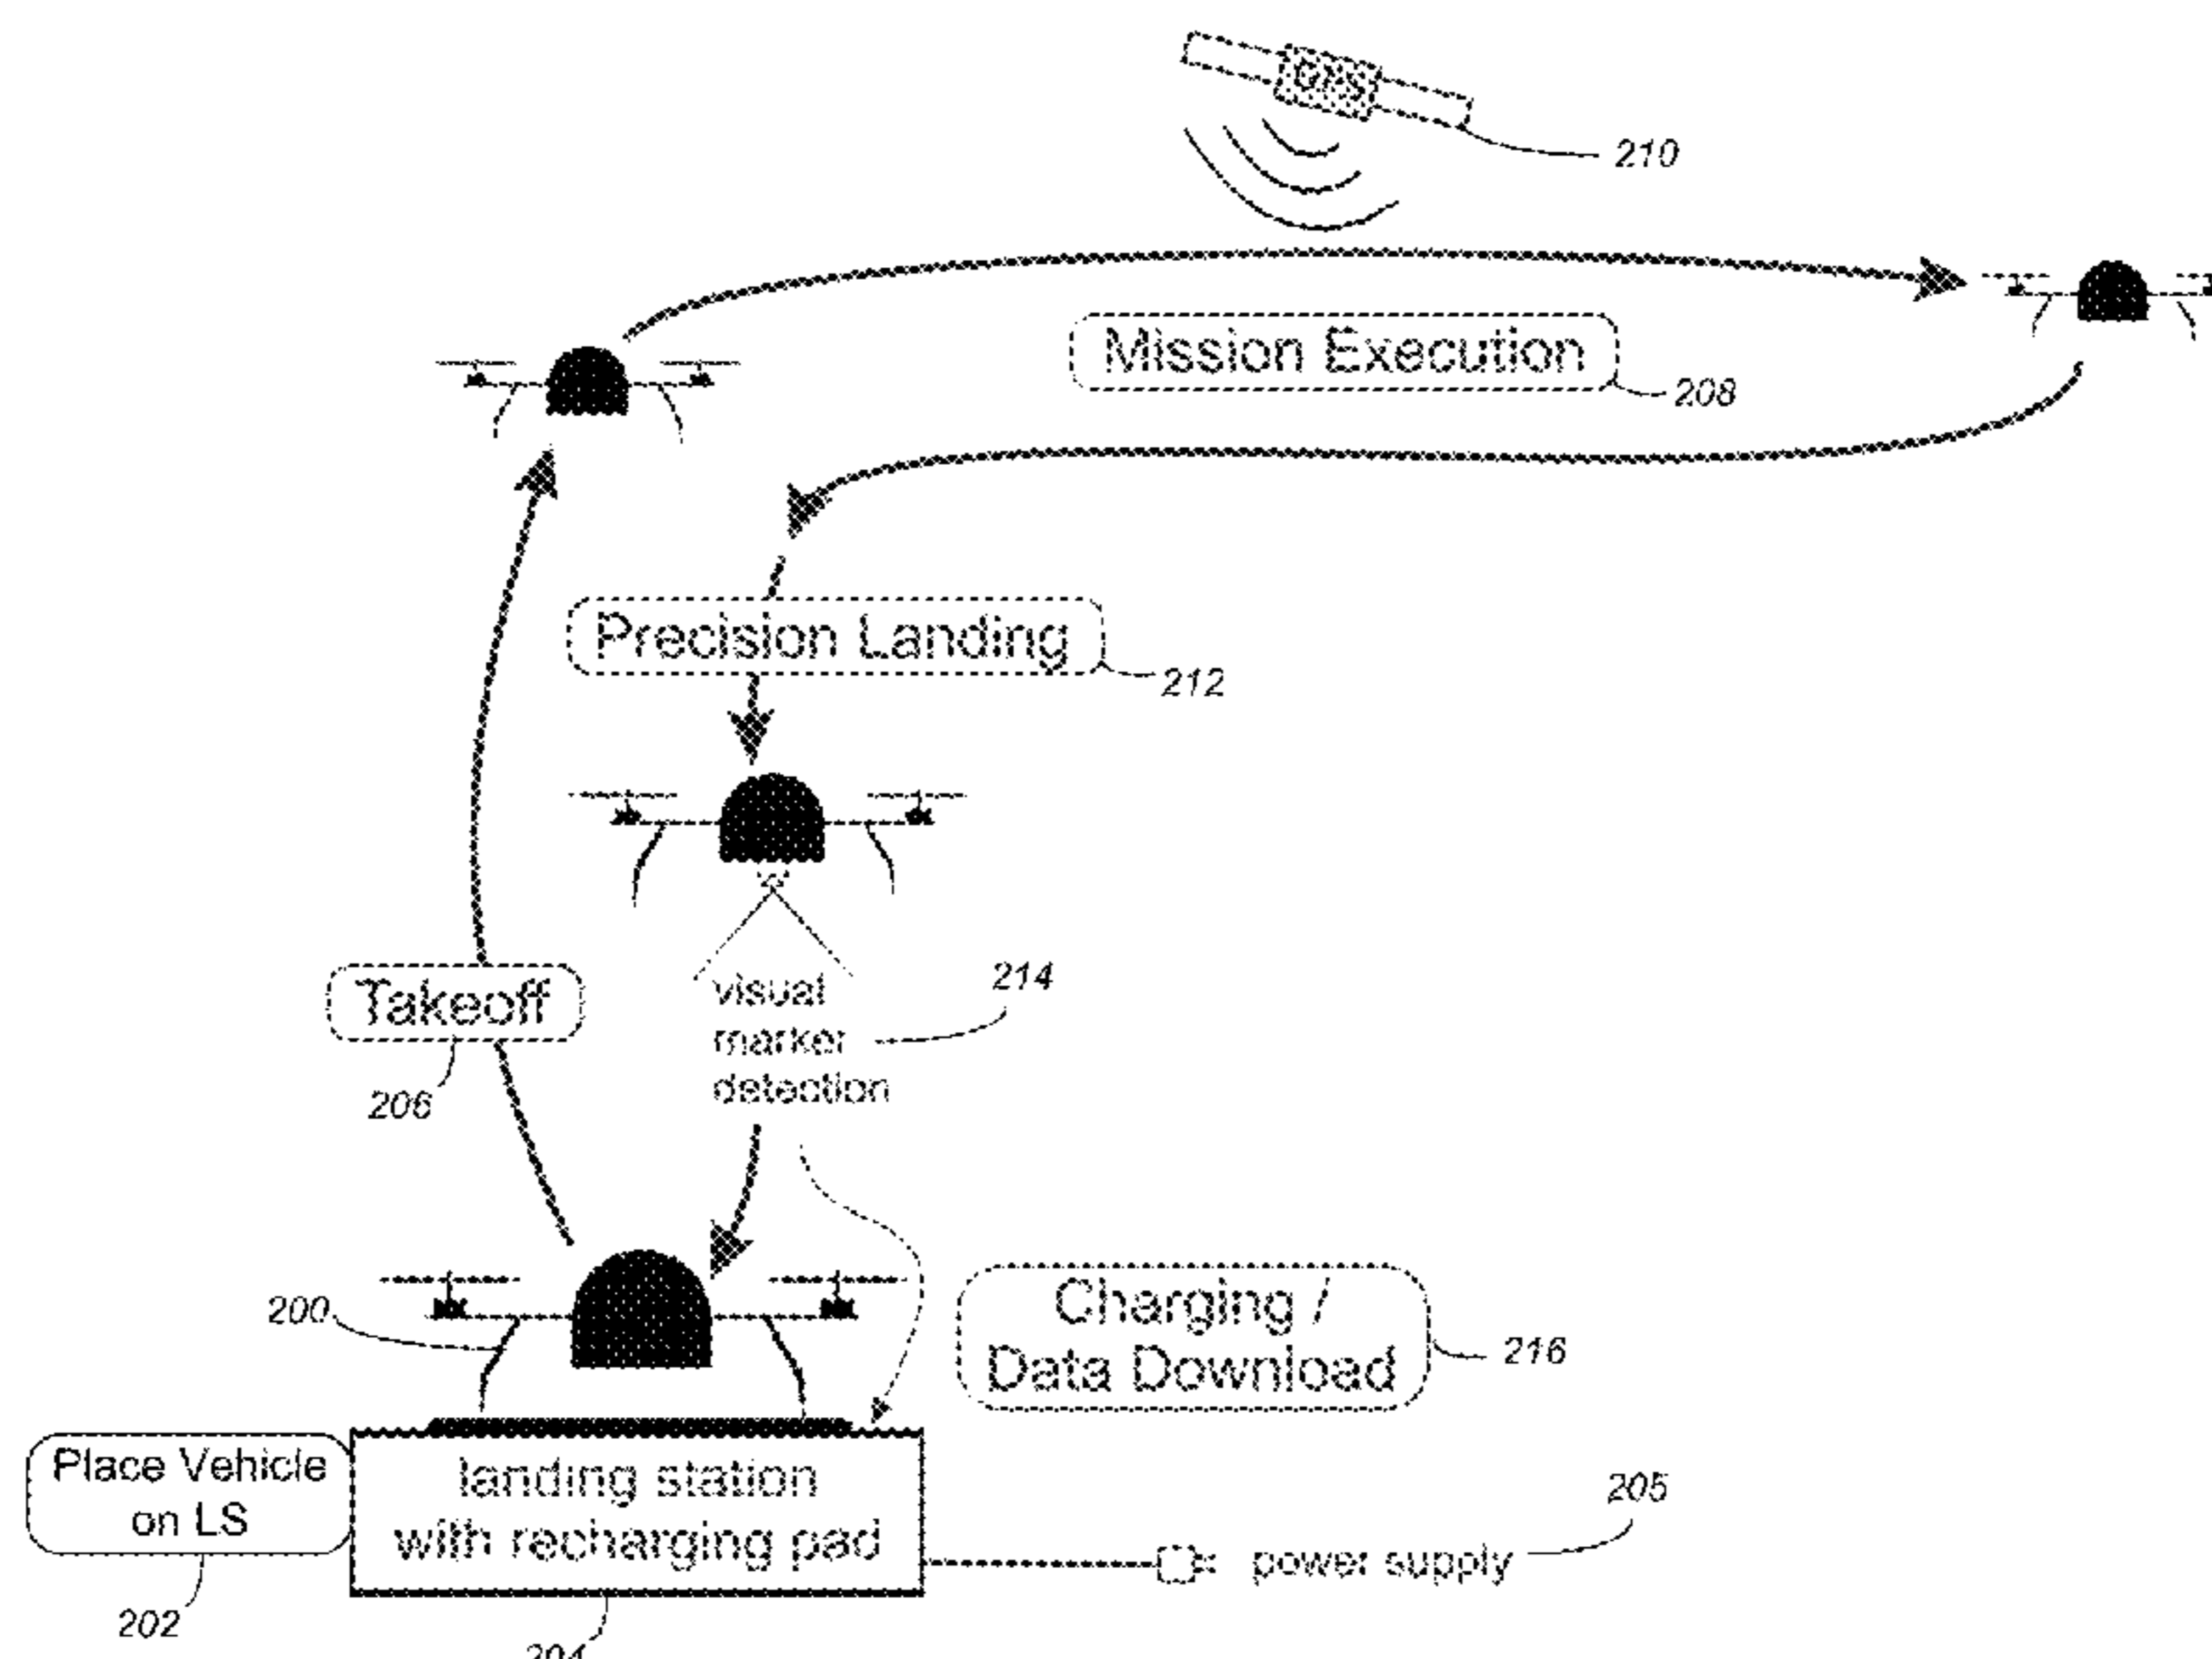 GPS
210
Mission Execution
208
Precision Landing
212
visual
marker
detection
214
Takeoff
206
200
Charging /
Data Download
216
Place Vehicle
on LS
202
landing station
with recharging pad
204
power supply
205